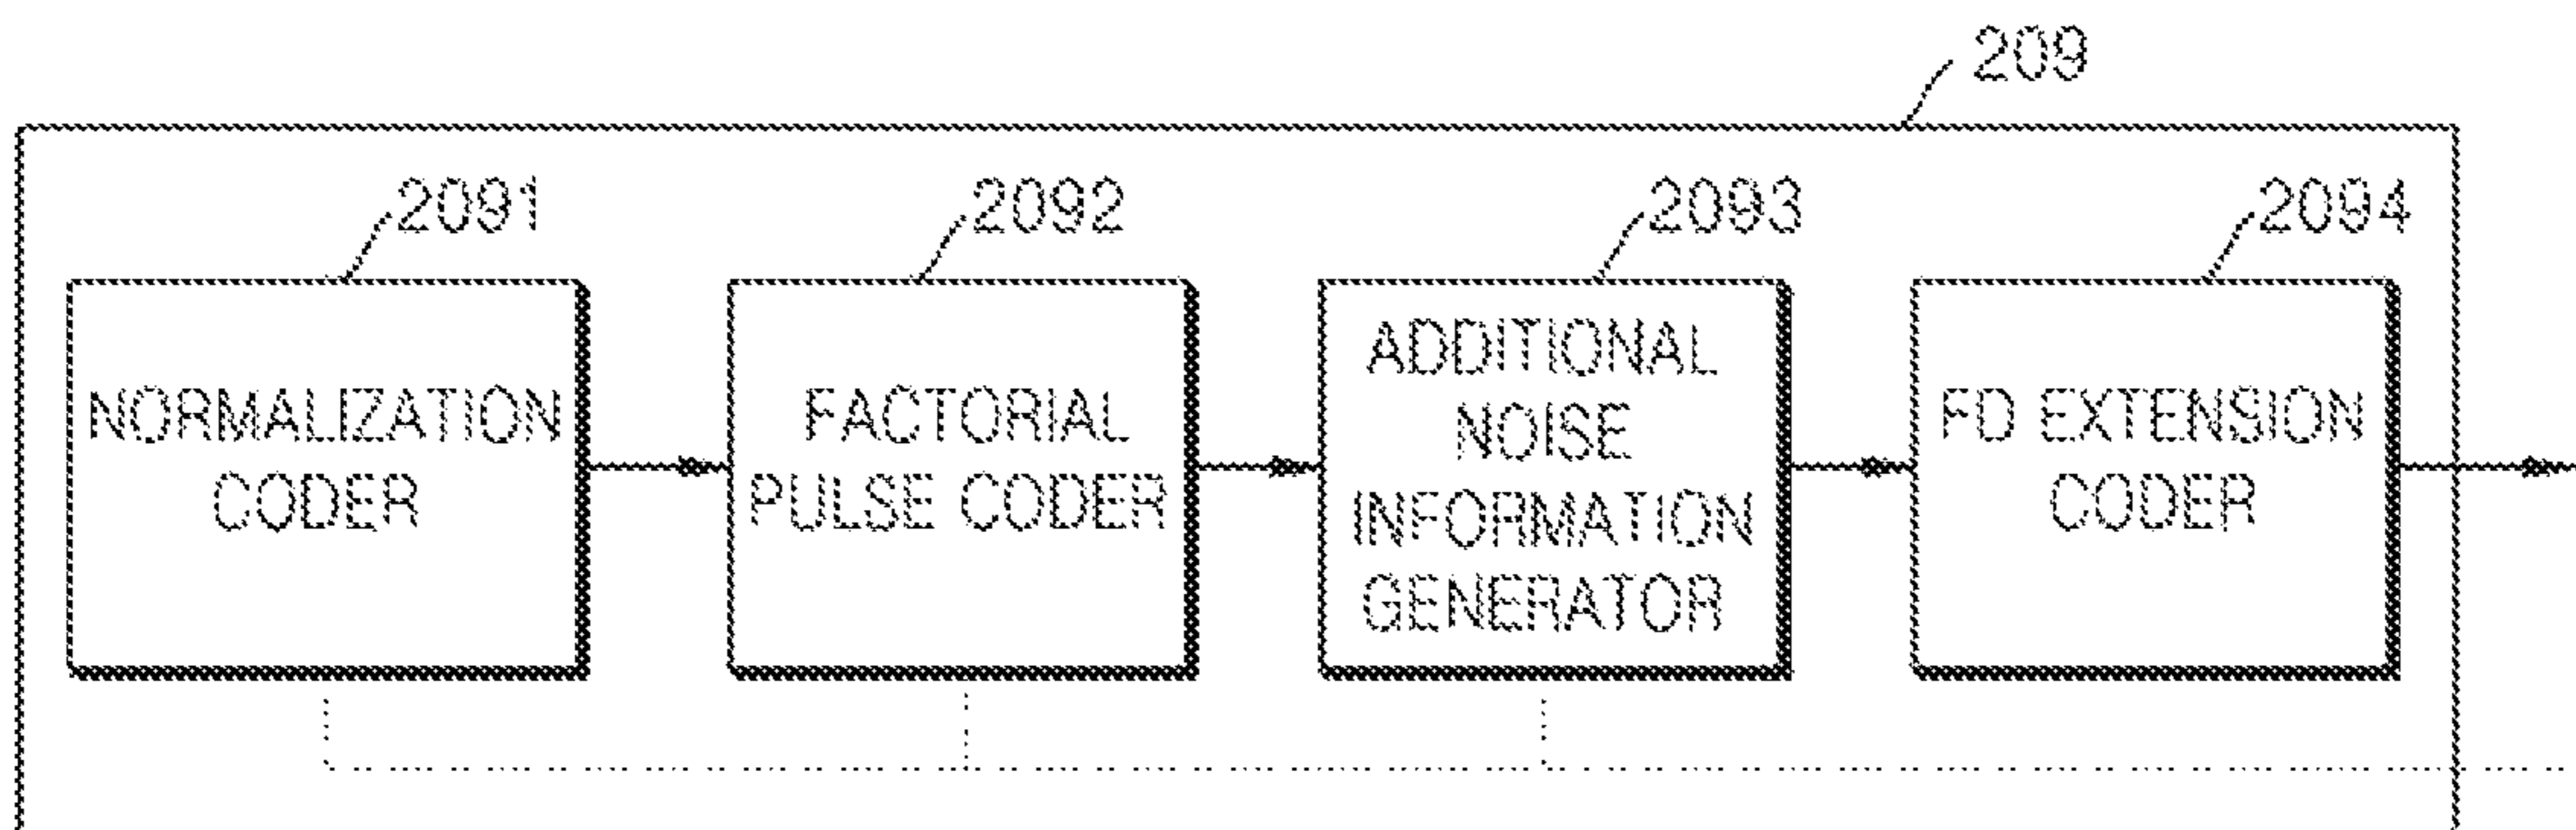 209
2091
2092
2093
2094
NORMALIZATION
CODER
FACTORIAL
PULSE CODER
ADDITIONAL
NOISE
INFORMATION
GENERATOR
FD EXTENSION
CODER